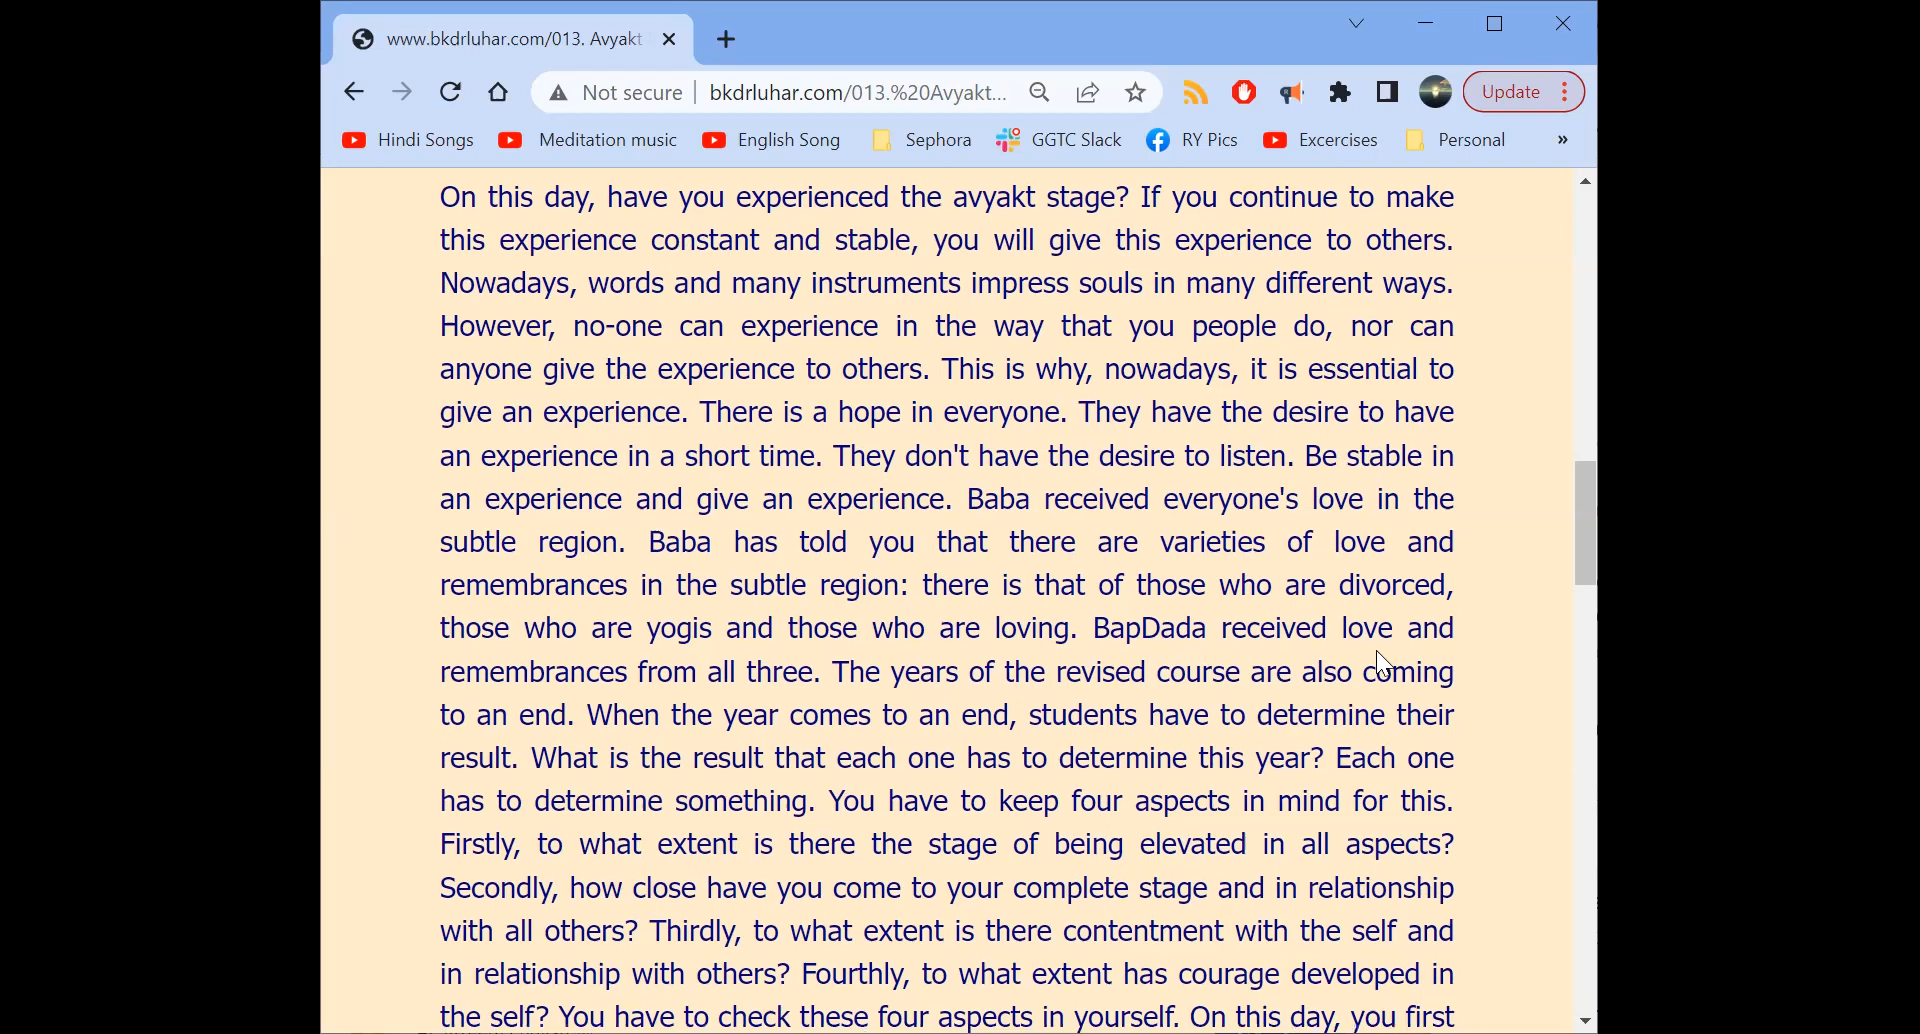 www.bkdrluhar.com/013. Avyakt
Not secure
bkdrluhar.com/013.%20Avyakt...
Update
Hindi Songs
Meditation music
English Song
Sephora
GGTC Slack
RY Pics
Excercises
Personal
»
On this day, have you experienced the avyakt stage? If you continue to make
this experience constant and stable, you will give this experience to others.
Nowadays, words and many instruments impress souls in many different ways.
However, no-one can experience in the way that you people do, nor can
anyone give the experience to others. This is why, nowadays, it is essential to
give an experience. There is a hope in everyone. They have the desire to have
an experience in a short time. They don't have the desire to listen. Be stable in
an experience and give an experience. Baba received everyone's love in the
subtle region. Baba has told you that there are varieties of love and
remembrances in the subtle region: there is that of those who are divorced,
those who are yogis and those who are loving. BapDada received love and
remembrances from all three. The years of the revised course are also coming
to an end. When the year comes to an end, students have to determine their
result. What is the result that each one has to determine this year? Each one
has to determine something. You have to keep four aspects in mind for this.
Firstly, to what extent is there the stage of being elevated in all aspects?
Secondly, how close have you come to your complete stage and in relationship
with all others? Thirdly, to what extent is there contentment with the self and
in relationship with others? Fourthly, to what extent has courage developed in
the self? You have to check these four aspects in yourself. On this day, you first